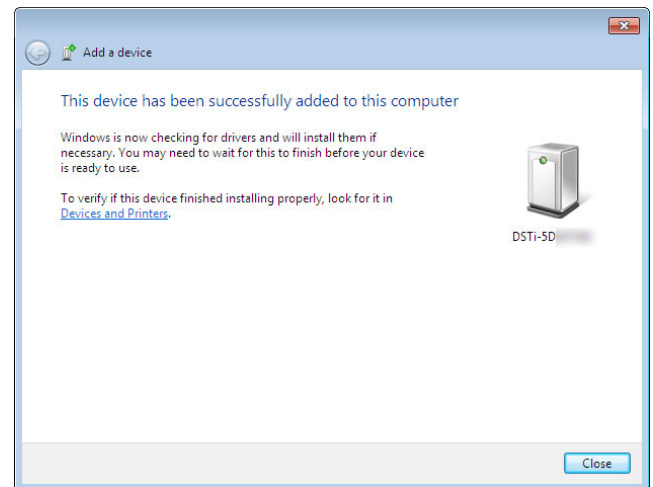 Add a device
This device has been successfully added to this computer
Windows is now checking for drivers and will install them if
necessary. You may need to wait for this to finish before your device
is ready to use.
To verify if this device finished installing properly, look for it in
Devices and Printers.
DSTi-5D
Close